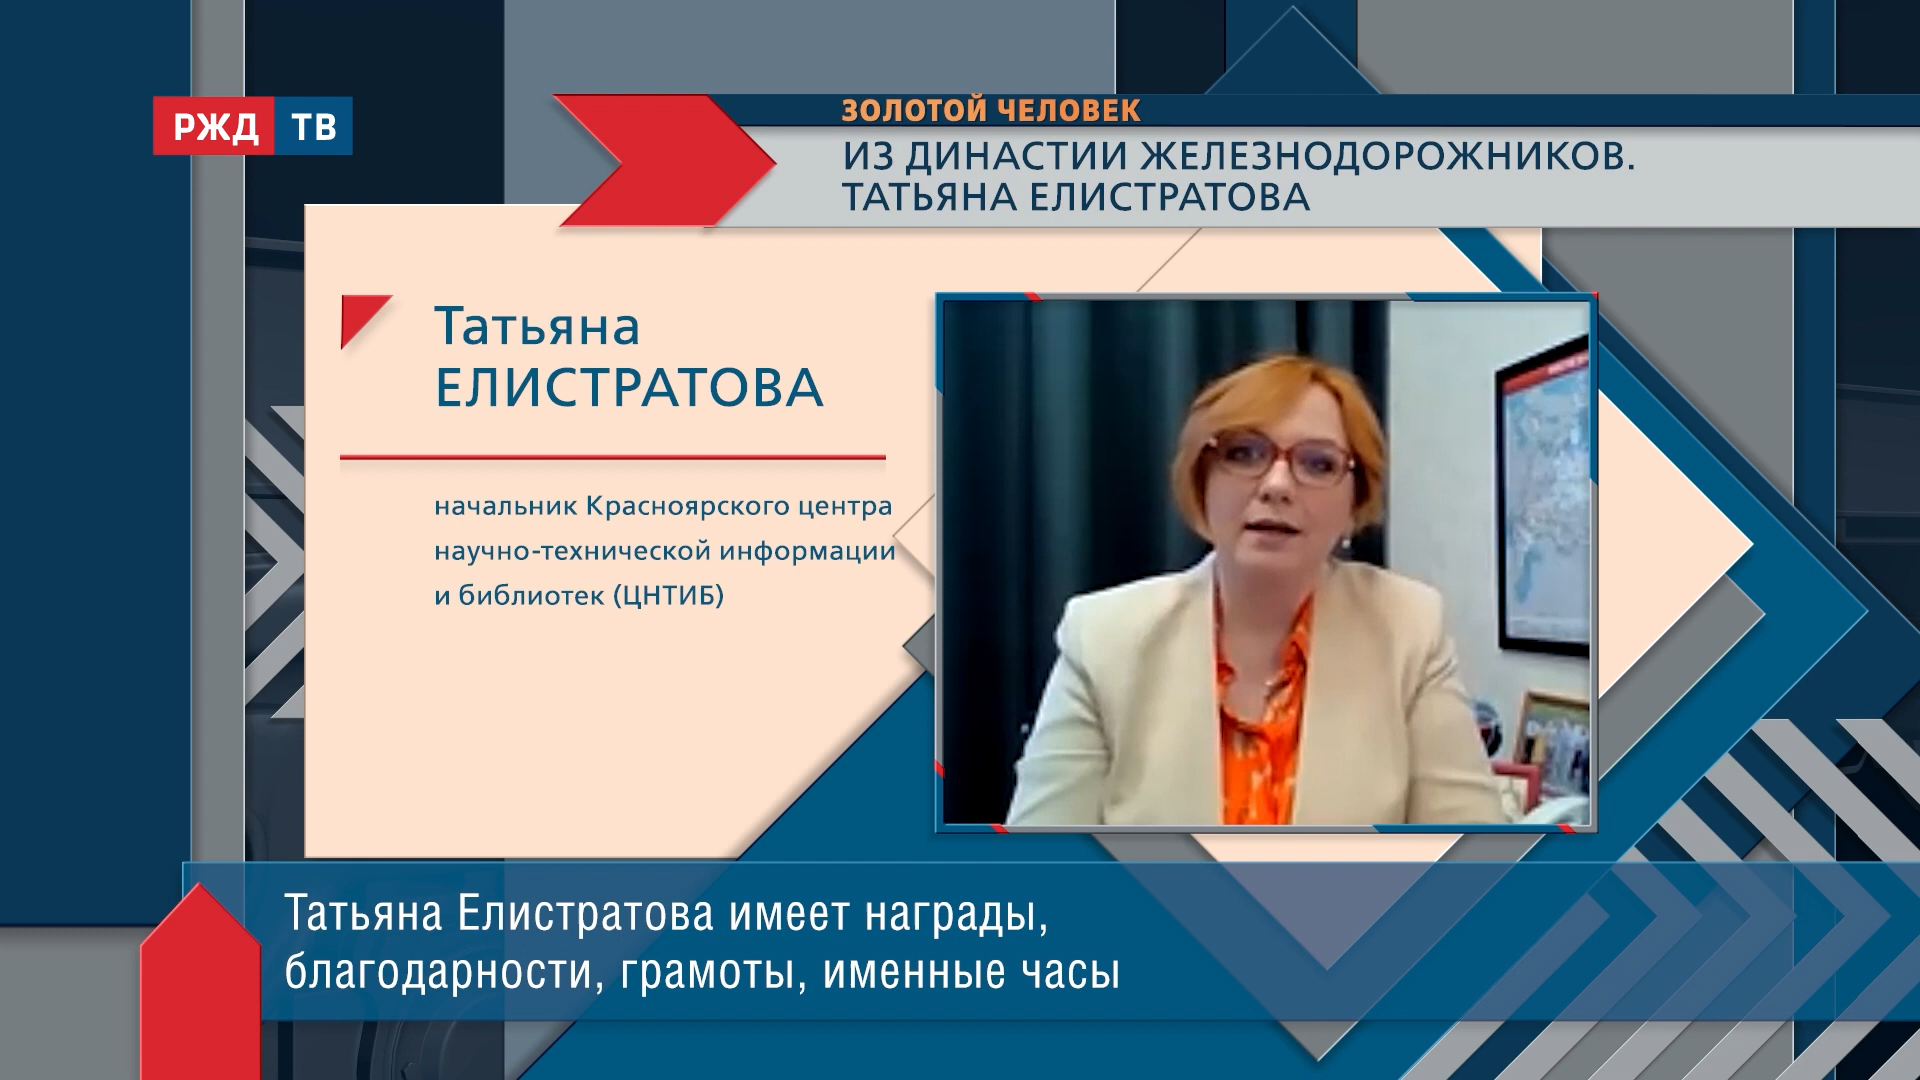 РЖД ТВ
ЗОЛОТОЙ ЧЕЛОВЕК
ИЗ ДИНАСТИИ ЖЕЛЕЗНОДОРОЖНИКОВ.
ТАТЬЯНА ЕЛИСТРАТОВА
Татьяна
ЕЛИСТРАТОВА
начальник Красноярского центра
научно-технической информации
и библиотек (ЦНТИБ)
Татьяна Елистратова имеет награды,
благодарности, грамоты, именные часы